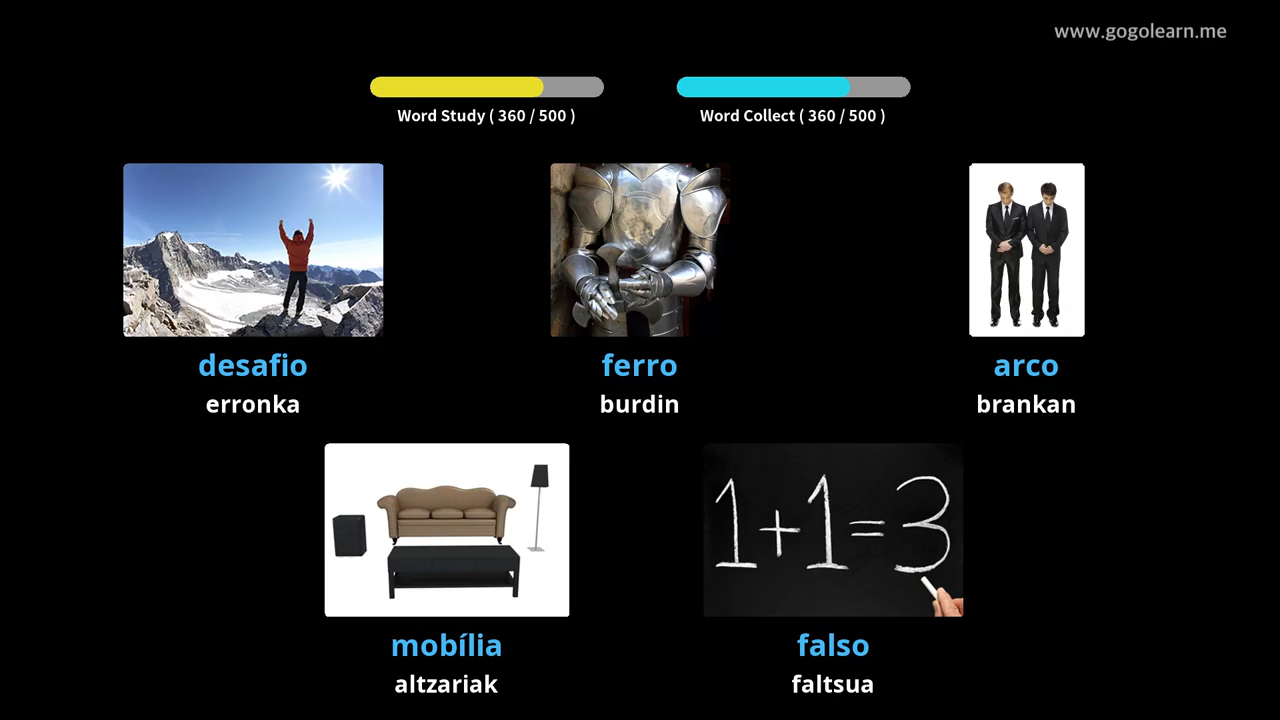 www.gogolearn.me
Word Study ( 360 / 500 )
Word Collect ( 360 / 500 )
desafio
erronka
ferro
burdin
arco
brankan
1+1=3
mobília
altzariak
falso
faltsua